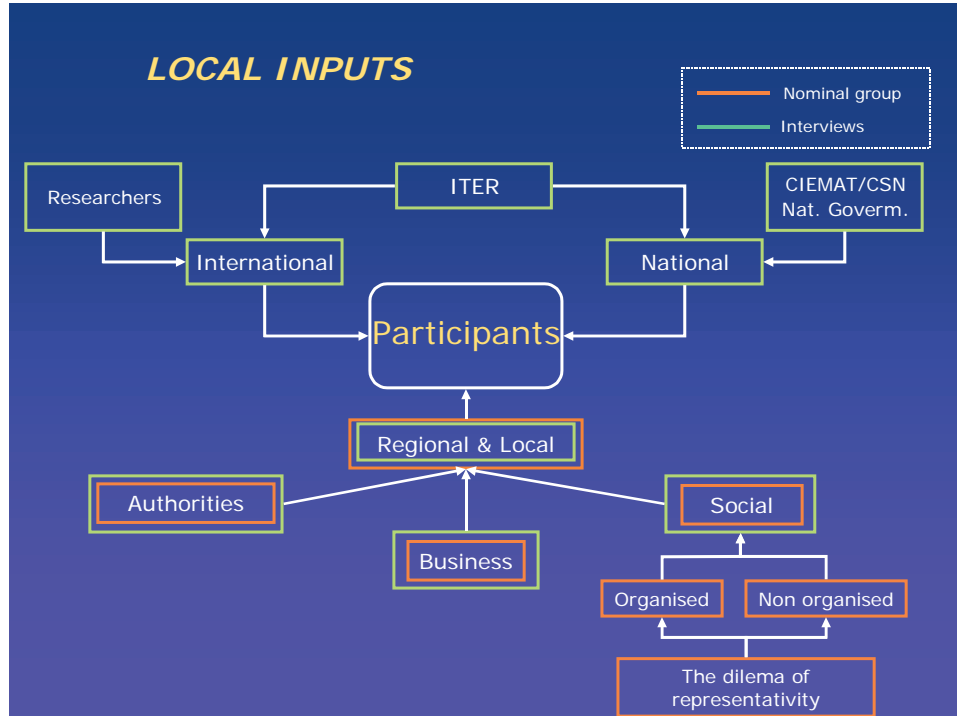 LOCAL INPUTS
Nominal group
Interviews
Researchers
ITER
CIEMAT/CSN
Nat. Goverm.
International
National
Participants
Regional & Local
Authorities
Social
Business
Organised
Non organised
The dilema of
representativity